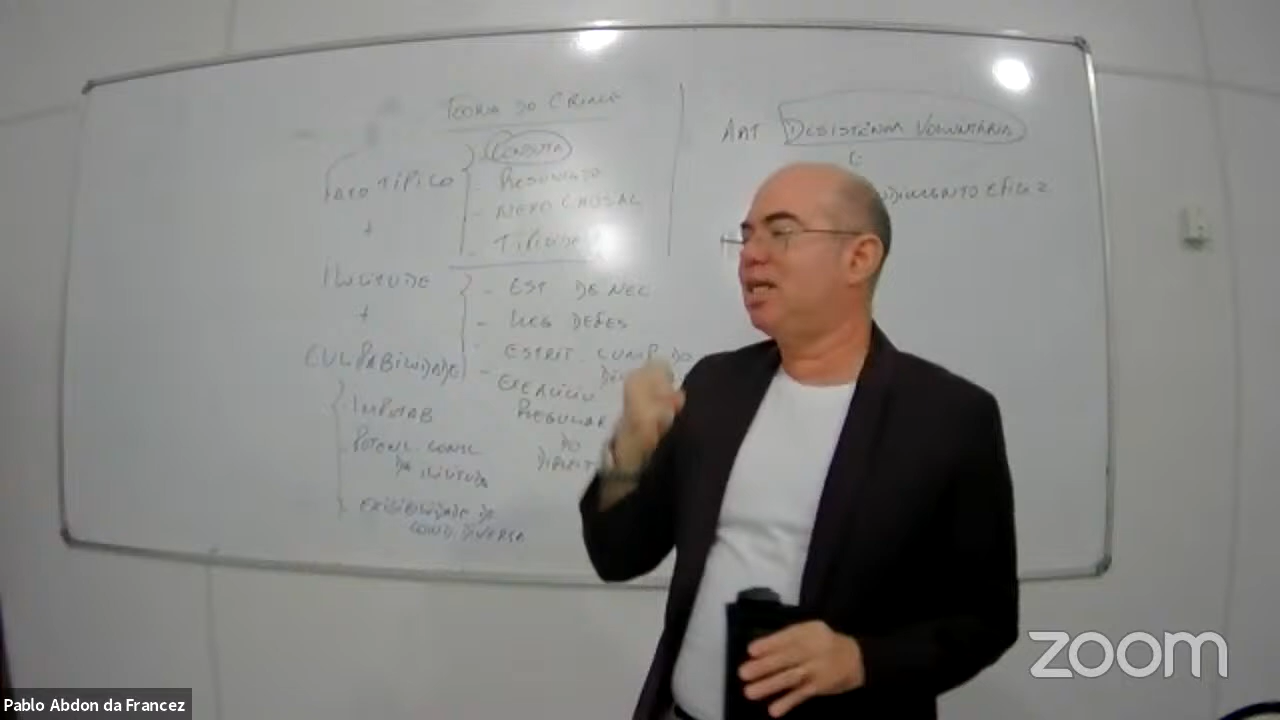 TEORIA DO CRIME
FATO TÍPICO
CONDUTA
- RESULTADO
- NEXO CAUSAL
- TIPICIDADE
+
ILICITUDE
- EST. DE NEC
- LEG DEFES
- ESTRIT. CUMP. DO
- EXERCÍCIO
REGULAR
DO
DIREITO
+
CULPABILIDADE
. IMPUTAB
. POTENC. CONSC.
DA ILICITUDE
. EXIGIBILIDADE DE
COND. DIVERSA
ART DESISTÊNCIA VOLUNTÁRIA
EFICAZ
Pablo Abdon da Francez
zoom